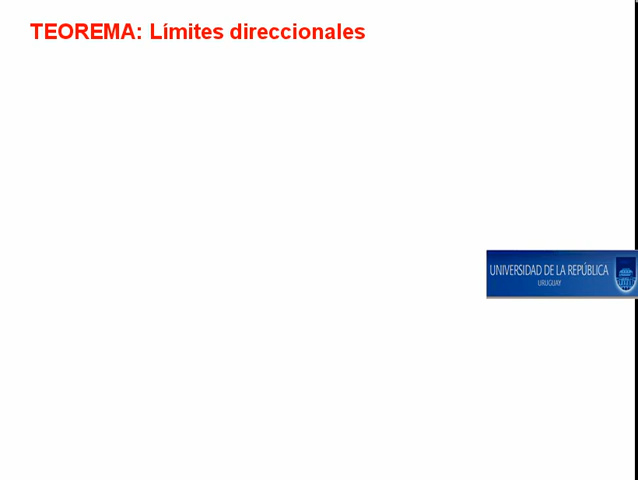 TEOREMA: Límites direccionales
UNIVERSIDAD DE LA REPÚBLICA
URUGUAY